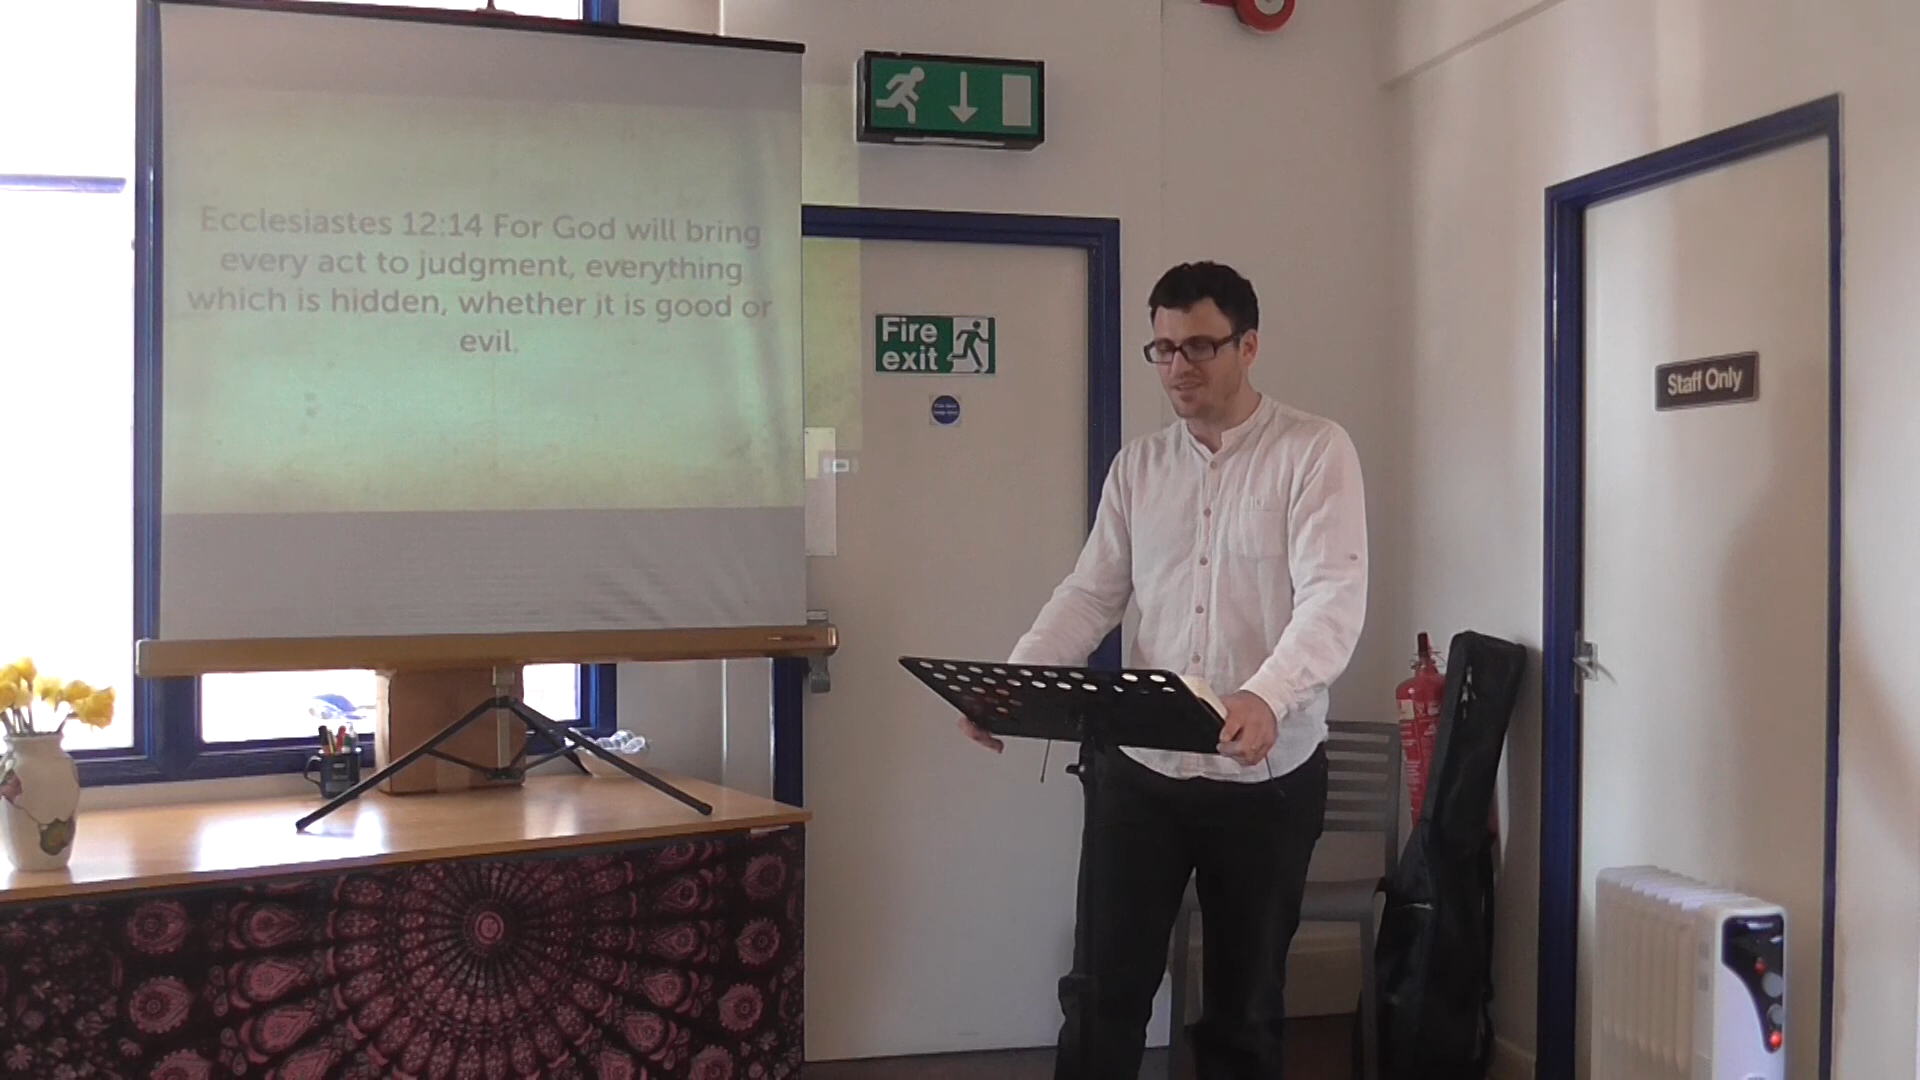 Ecclesiastes 12:14 For God will bring
every act to judgment, everything
which is hidden, whether it is good or
evil.
Fire
exit
Staff Only